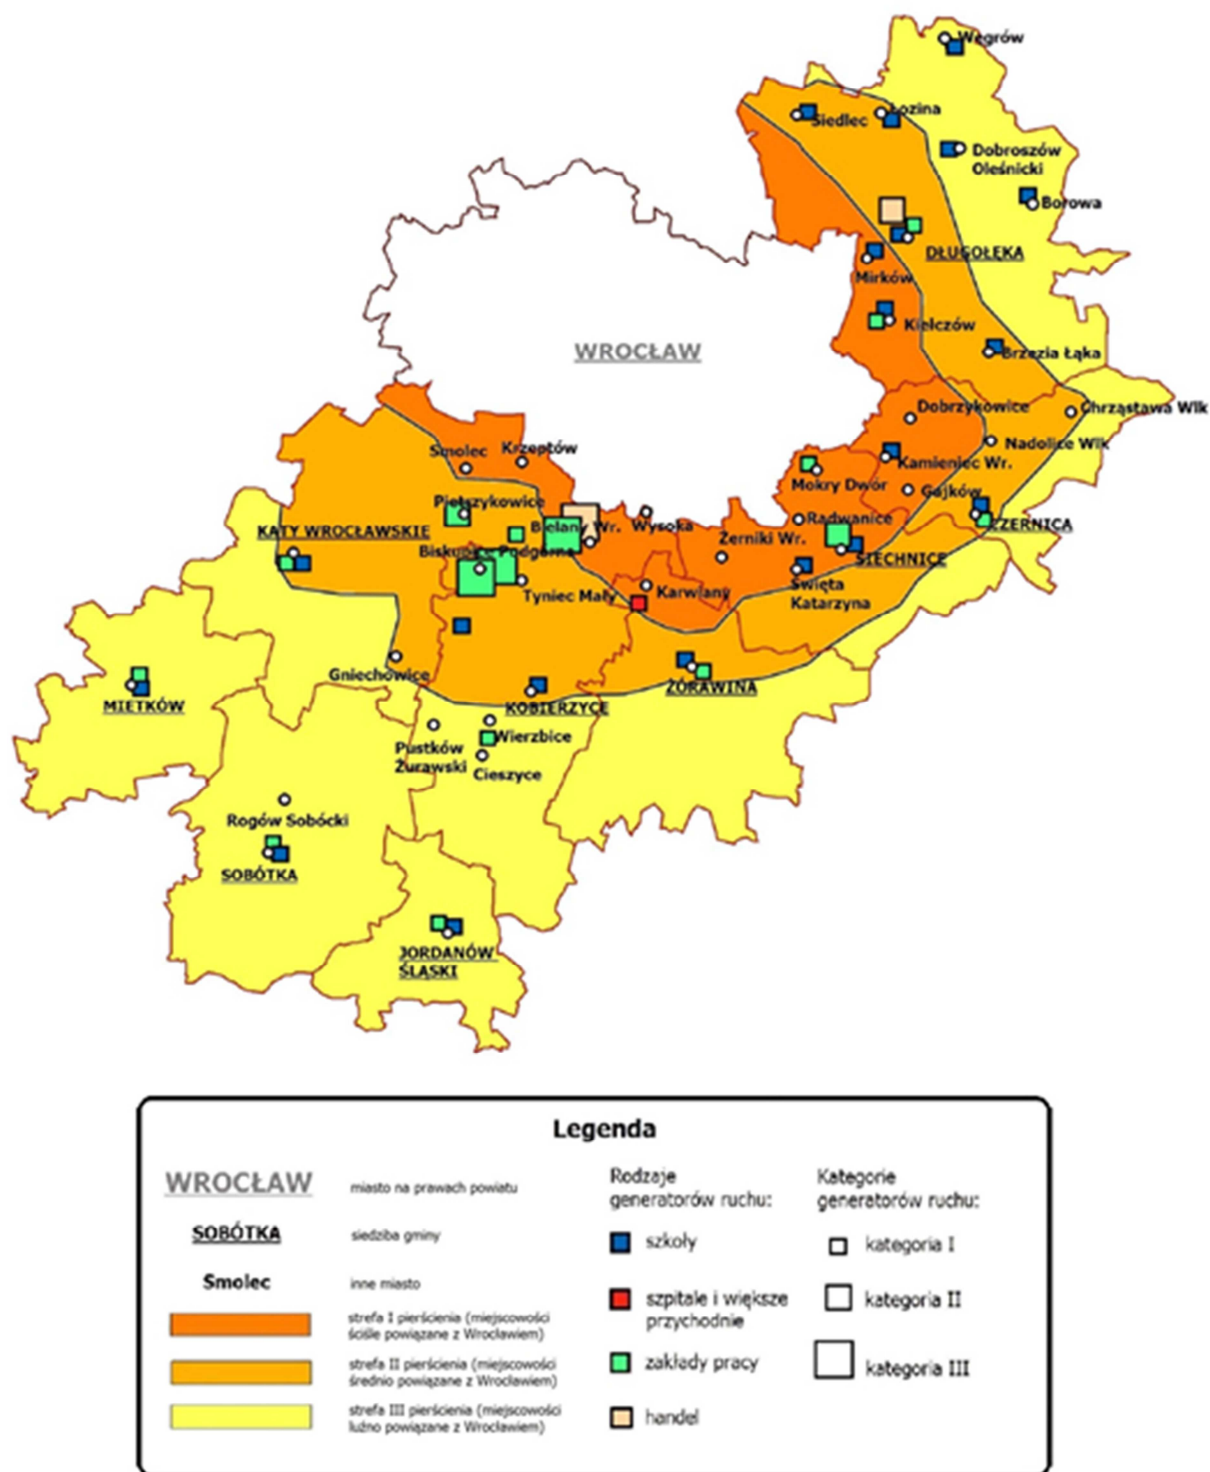 Węgrów
Łozina
Siedlec
Dobroszów
Oleśnicki
Borowa
DŁUGOŁĘKA
Mirków
Kiełczów
WROCŁAW
Brzezia Łąka
Dobrzykowice
Chrząstawa Wlk
Nadolice Wlk
Smolec
Krzeptów
Kamieniec Wr.
Mokry Dwór
Gajków
Pietrzykowice
KĄTY WROCŁAWSKIE
Bielany Wr.
Wysoka
Radwanice
CZERNICA
Żerniki Wr.
Biskupice Podgórne
SIECHNICE
Tyniec Mały
Karwiany
Święta
Katarzyna
Gniechowice
ŻÓRAWINA
MIETKÓW
KOBIERZYCE
Wierzbice
Pustków
Żurawski
Cieszyce
Rogów Sobócki
SOBÓTKA
JORDANÓW
ŚLĄSKI
Legenda
WROCŁAW
miasto na prawach powiatu
SOBÓTKA
siedziba gminy
Smolec
inne miasto
strefa I pierścienia (miejscowości
ściśle powiązane z Wrocławiem)
strefa II pierścienia (miejscowości
średnio powiązane z Wrocławiem)
strefa III pierścienia (miejscowości
luźno powiązane z Wrocławiem)
Rodzaje
generatorów ruchu:
szkoły
szpitale i większe
przychodnie
zakłady pracy
handel
Kategorie
generatorów ruchu:
kategoria I
kategoria II
kategoria III